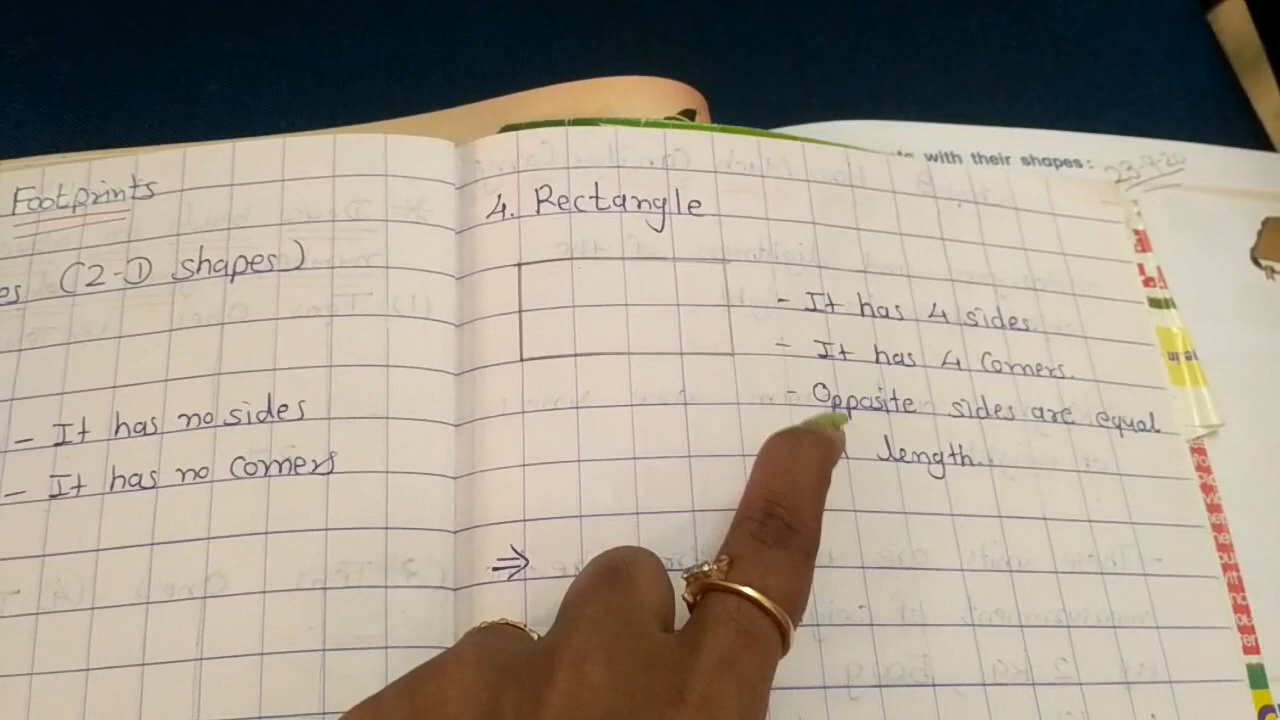 Footprints
es (2-D shapes)
- It has no sides
- It has no corners
4. Rectangle
- It has 4 sides.
- It has 4 corners.
- Opposite sides are equal
length.
⇒
with their shapes: